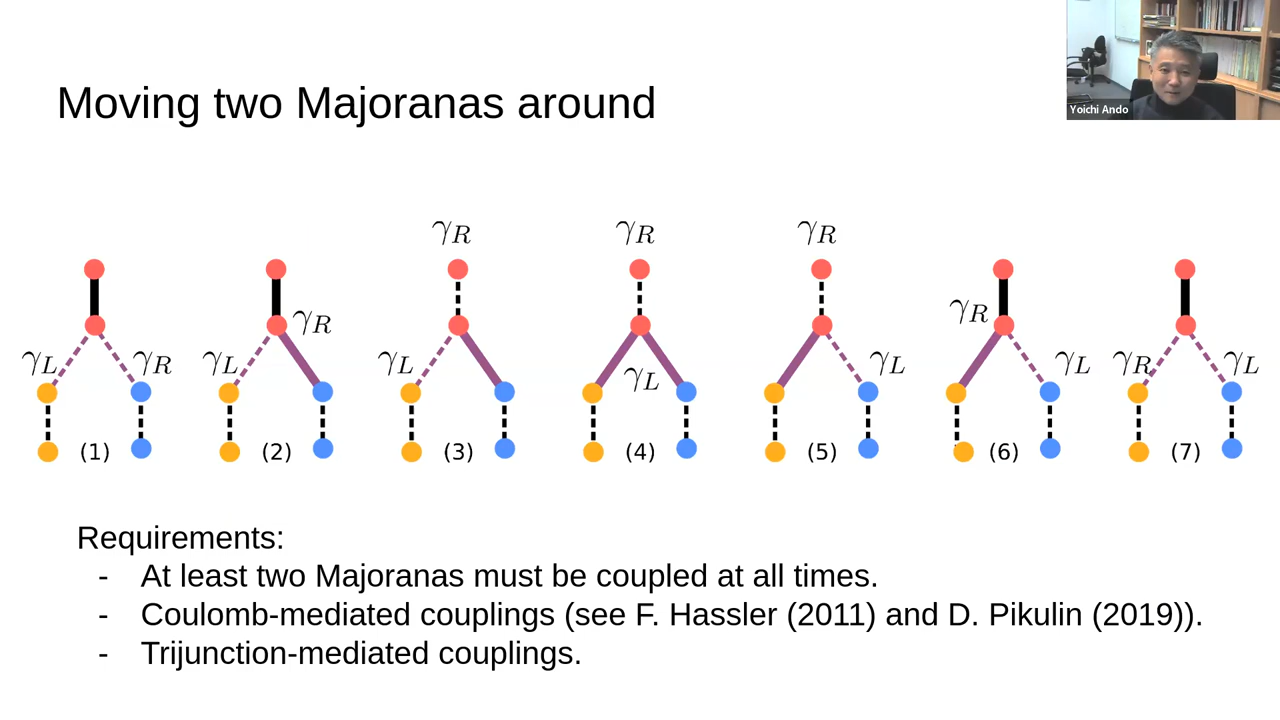 Yoichi Ando
Moving two Majoranas around
γR γR γR
γL γR γL γR γL γL γL γR γL γR γL
(1) (2) (3) (4) (5) (6) (7)
Requirements:
- At least two Majoranas must be coupled at all times.
- Coulomb-mediated couplings (see F. Hassler (2011) and D. Pikulin (2019)).
- Trijunction-mediated couplings.